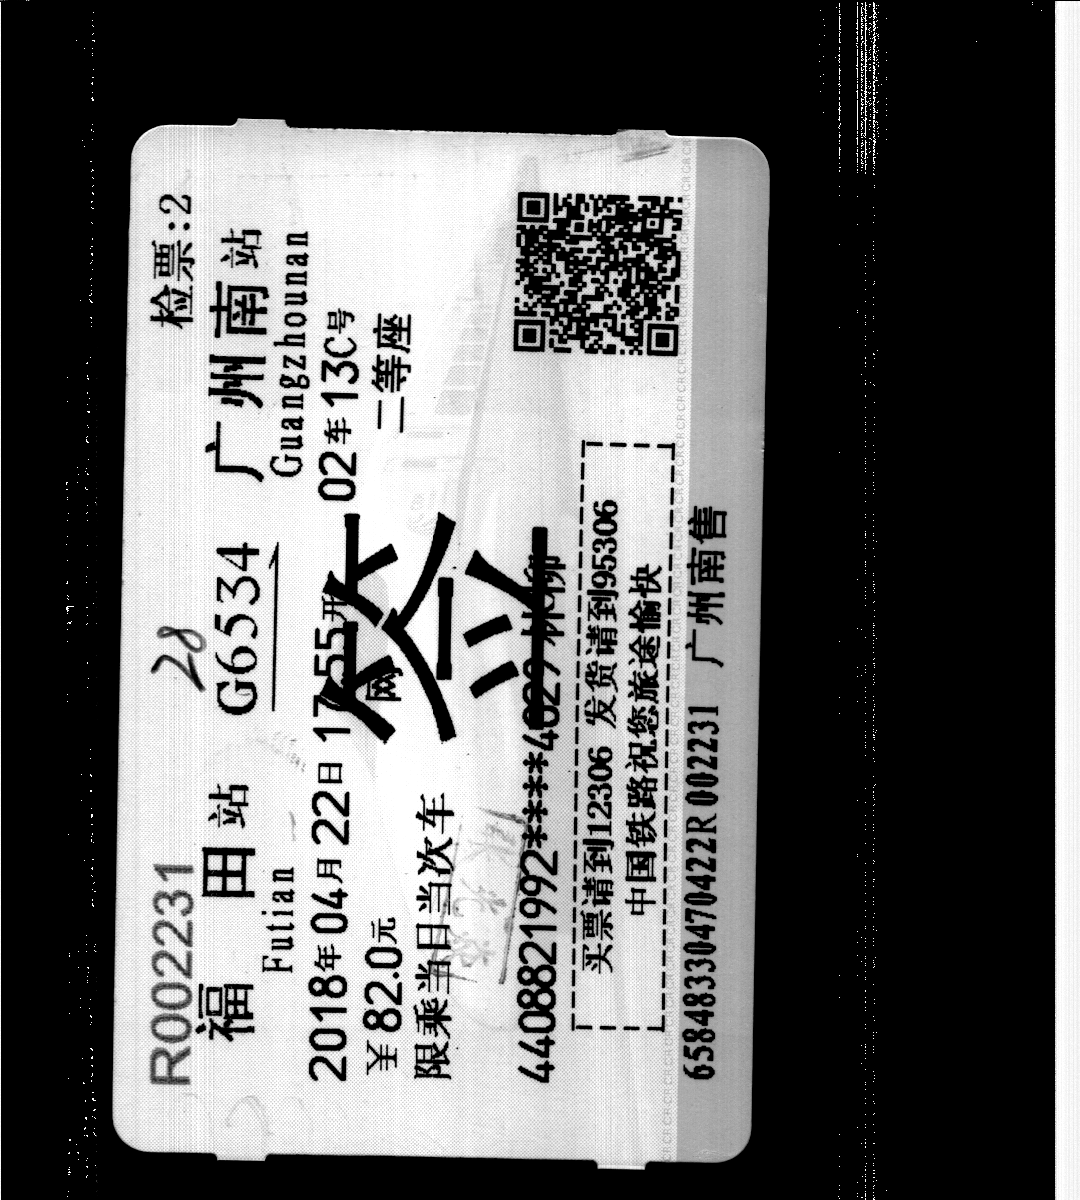 R002231 检票:2
28
福田站 G6534 广州南站
Futian Guangzhounan
2018年04月22日 17:55开 02车13C号
¥82.0元 网 二等座
限乘当日当次车
4408821992****4029 林柳
买票请到12306 发货请到95306
中国铁路祝您旅途愉快
65848330470422R002231 广州南售